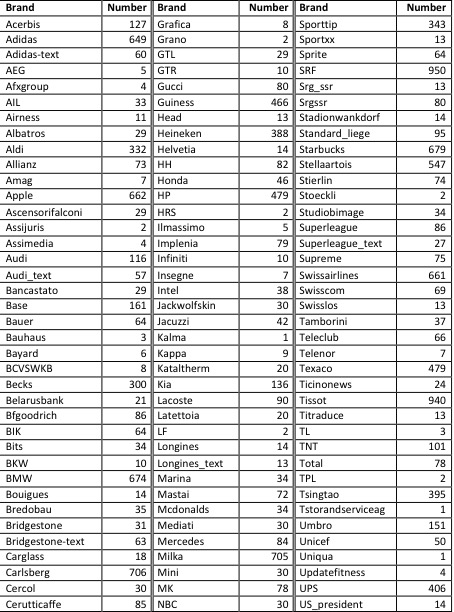 Brand Number Brand Number Brand Number
Acerbis 127 Grafica 8 Sporttip 343
Adidas 649 Grano 2 Sportxx 13
Adidas-text 60 GTL 29 Sprite 64
AEG 5 GTR 10 SRF 950
Afxgroup 4 Gucci 80 Srg_ssr 13
AIL 33 Guiness 466 Srgssr 80
Airness 11 Head 13 Stadionwankdorf 14
Albatros 29 Heineken 388 Standard_liege 95
Aldi 332 Helvetia 14 Starbucks 679
Allianz 73 HH 82 Stellaartois 547
Amag 7 Honda 46 Stierlin 74
Apple 662 HP 479 Stoeckli 2
Ascensorifalconi 29 HRS 2 Studiobimage 34
Assijuris 2 Ilmassimo 5 Superleague 86
Assimedia 4 Implenia 79 Superleague_text 27
Audi 116 Infiniti 10 Supreme 75
Audi_text 57 Insegne 7 Swissairlines 661
Bancastato 29 Intel 38 Swisscom 69
Base 161 Jackwolfskin 30 Swisslos 13
Bauer 64 Jacuzzi 42 Tamborini 37
Bauhaus 3 Kalma 1 Teleclub 66
Bayard 6 Kappa 9 Telenor 7
BCVSWKB 8 Kataltherm 20 Texaco 479
Becks 300 Kia 136 Ticinonews 24
Belarusbank 21 Lacoste 90 Tissot 940
Bfgoodrich 86 Latettoia 20 Titraduce 13
BIK 64 LF 2 TL 3
Bits 34 Longines 14 TNT 101
BKW 10 Longines_text 13 Total 78
BMW 674 Marina 34 TPL 2
Bouigues 14 Mastai 72 Tsingtao 395
Bredobau 35 Mcdonalds 34 Tstorandserviceag 1
Bridgestone 31 Mediati 30 Umbro 151
Bridgestone-text 63 Mercedes 84 Unicef 50
Carglass 18 Milka 705 Uniqua 1
Carlsberg 706 Mini 30 Updatefitness 4
Cercol 30 MK 78 UPS 406
Cerutticaffe 85 NBC 30 US_president 14